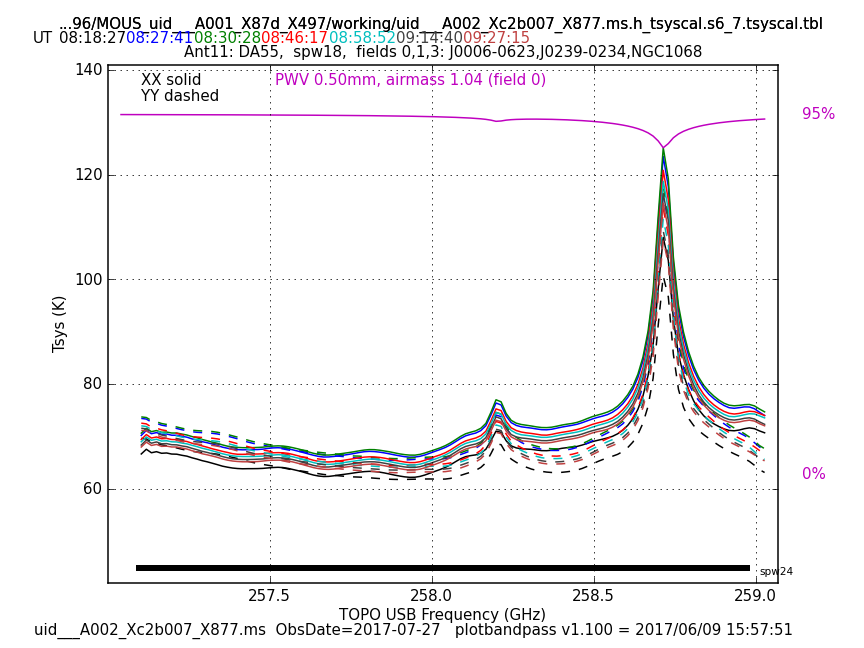 ...96/MOUS_uid___A001_X87d_X497/working/uid___A002_Xc2b007_X877.ms.h_tsyscal.s6_7.tsyscal.tbl
UT 08:18:27 08:27:41 08:30:28 08:46:17 08:58:52 09:14:40 09:27:15
Ant11: DA55, spw18, fields 0,1,3: J0006-0623,J0239-0234,NGC1068
140
XX solid
PWV 0.50mm, airmass 1.04 (field 0)
YY dashed
95%
120
100
Tsys (K)
80
60
0%
spw24
257.5 258.0 258.5 259.0
TOPO USB Frequency (GHz)
uid___A002_Xc2b007_X877.ms ObsDate=2017-07-27 plotbandpass v1.100 = 2017/06/09 15:57:51